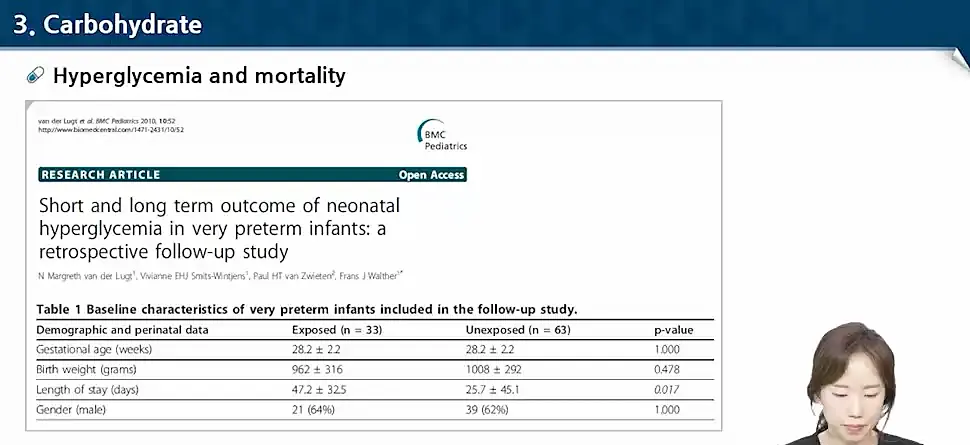 3. Carbohydrate
Hyperglycemia and mortality
van der Lugt et al. BMC Pediatrics 2010, 10:52
http://www.biomedcentral.com/1471-2431/10/52
BMC
Pediatrics
RESEARCH ARTICLE Open Access
Short and long term outcome of neonatal
hyperglycemia in very preterm infants: a
retrospective follow-up study
N Margreth van der Lugt1, Vivianne EHJ Smits-Wintjens1, Paul HT van Zwieten2, Frans J Walther1*
Table 1 Baseline characteristics of very preterm infants included in the follow-up study.
Demographic and perinatal data Exposed (n = 33) Unexposed (n = 63) p-value
Gestational age (weeks) 28.2 ± 2.2 28.2 ± 2.2 1.000
Birth weight (grams) 962 ± 316 1008 ± 292 0.478
Length of stay (days) 47.2 ± 32.5 25.7 ± 45.1 0.017
Gender (male) 21 (64%) 39 (62%) 1.000